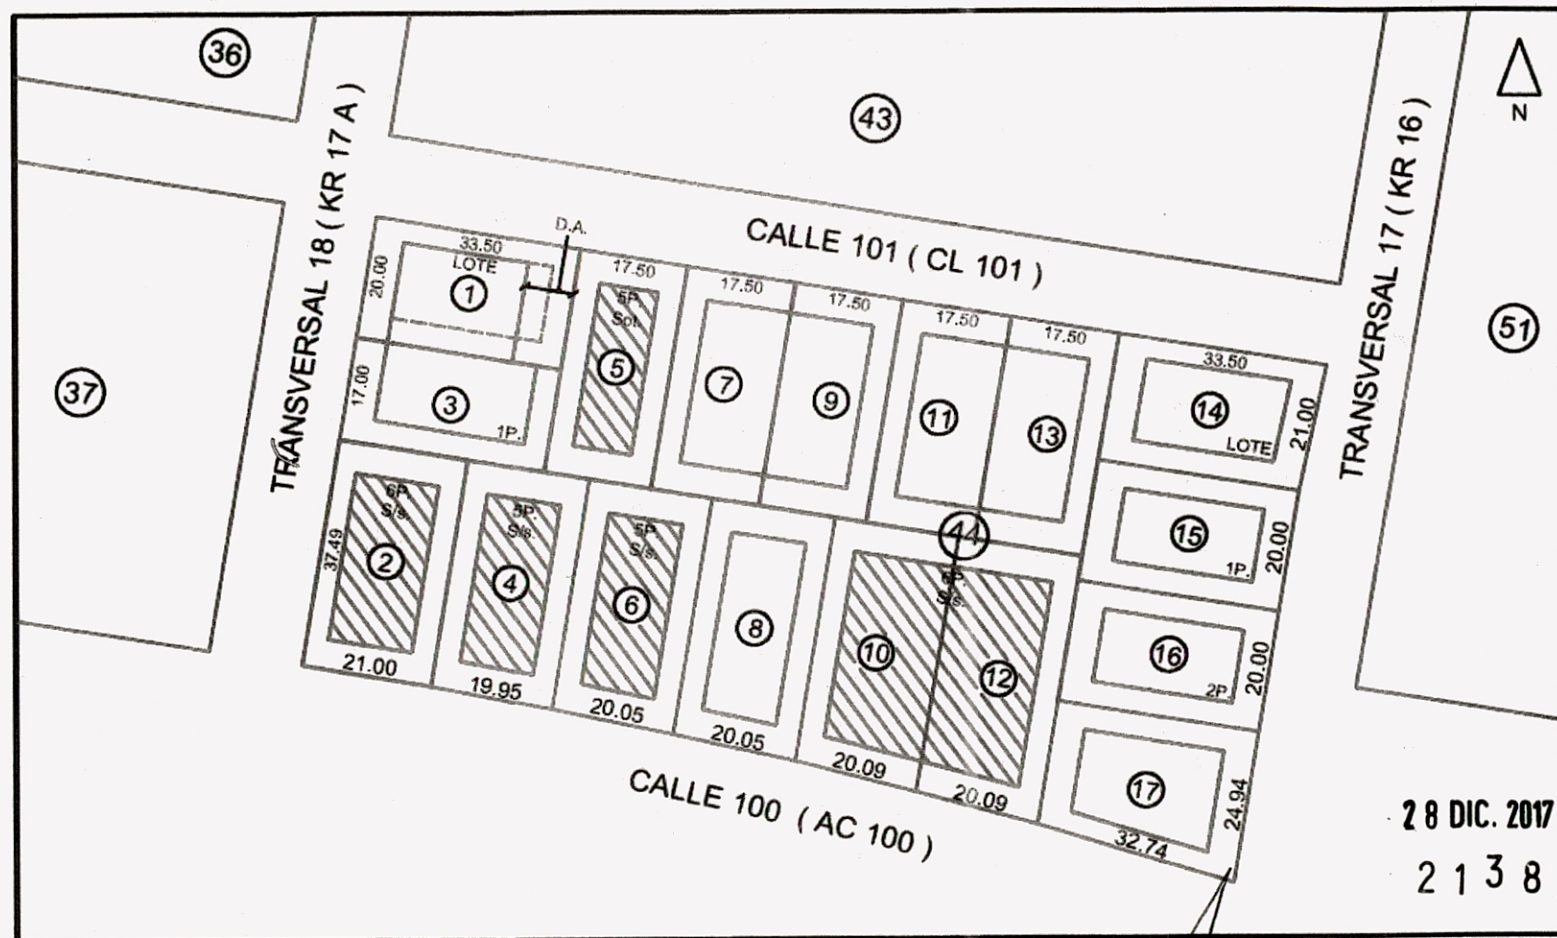 36
43
N
TRANSVERSAL 18 ( KR 17 A )
TRANSVERSAL 17 ( KR 16 )
CALLE 101 ( CL 101 )
D.A.
33.50
LOTE
1
20.00
17.50
5P.
Spt.
5
17.50
17.50
17.50
17.50
33.50
14
LOTE
21.00
51
37
17.00
3
1P.
7
9
11
13
44
15
1P.
20.00
37.49
6P.
S/s.
2
21.00
5P.
S/s.
4
19.95
5P.
S/s.
6
20.05
8
20.05
S/s.
10
20.09
12
20.09
16
2P.
20.00
17
24.94
32.74
CALLE 100 ( AC 100 )
28 DIC. 2017
2138